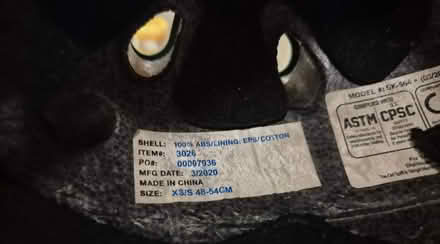 SHELL: 100% ABS/LINING: EPS/COTTON
ITEM#: 3026
PO#: 00007936
MFG DATE: 3/2020
MADE IN CHINA
SIZE: XS/S 48-54CM
MODEL #:
ASTM CPSC